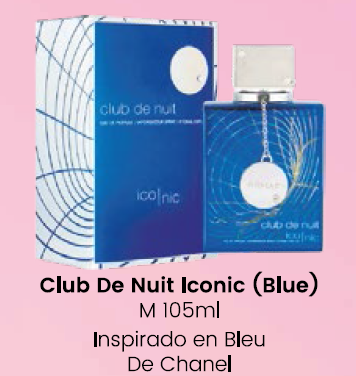 club de nuit
ico|nic
club de nuit
ico|nic
Club De Nuit Iconic (Blue)
M 105ml
Inspirado en Bleu
De Chanel